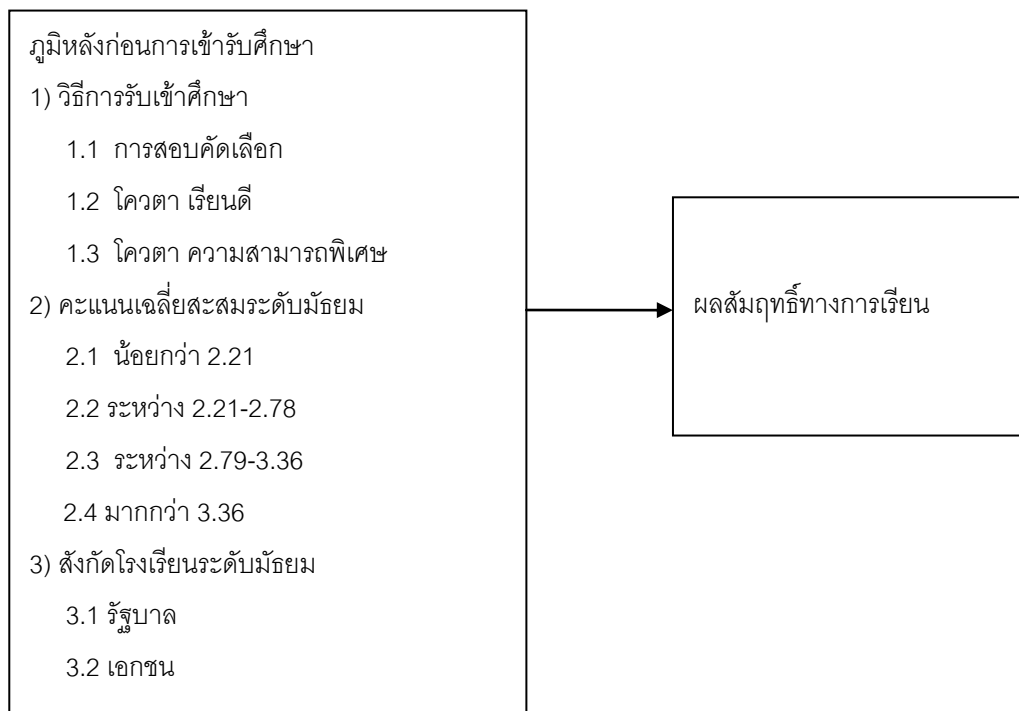 ภูมิหลังก่อนการเข้ารับศึกษา
1) วิธีการรับเข้าศึกษา
1.1 การสอบคัดเลือก
1.2 โควตา เรียนดี
1.3 โควตา ความสามารถพิเศษ
2) คะแนนเฉลี่ยสะสมระดับมัธยม
2.1 น้อยกว่า 2.21
2.2 ระหว่าง 2.21-2.78
2.3 ระหว่าง 2.79-3.36
2.4 มากกว่า 3.36
3) สังกัดโรงเรียนระดับมัธยม
3.1 รัฐบาล
3.2 เอกชน
ผลสัมฤทธิ์ทางการเรียน